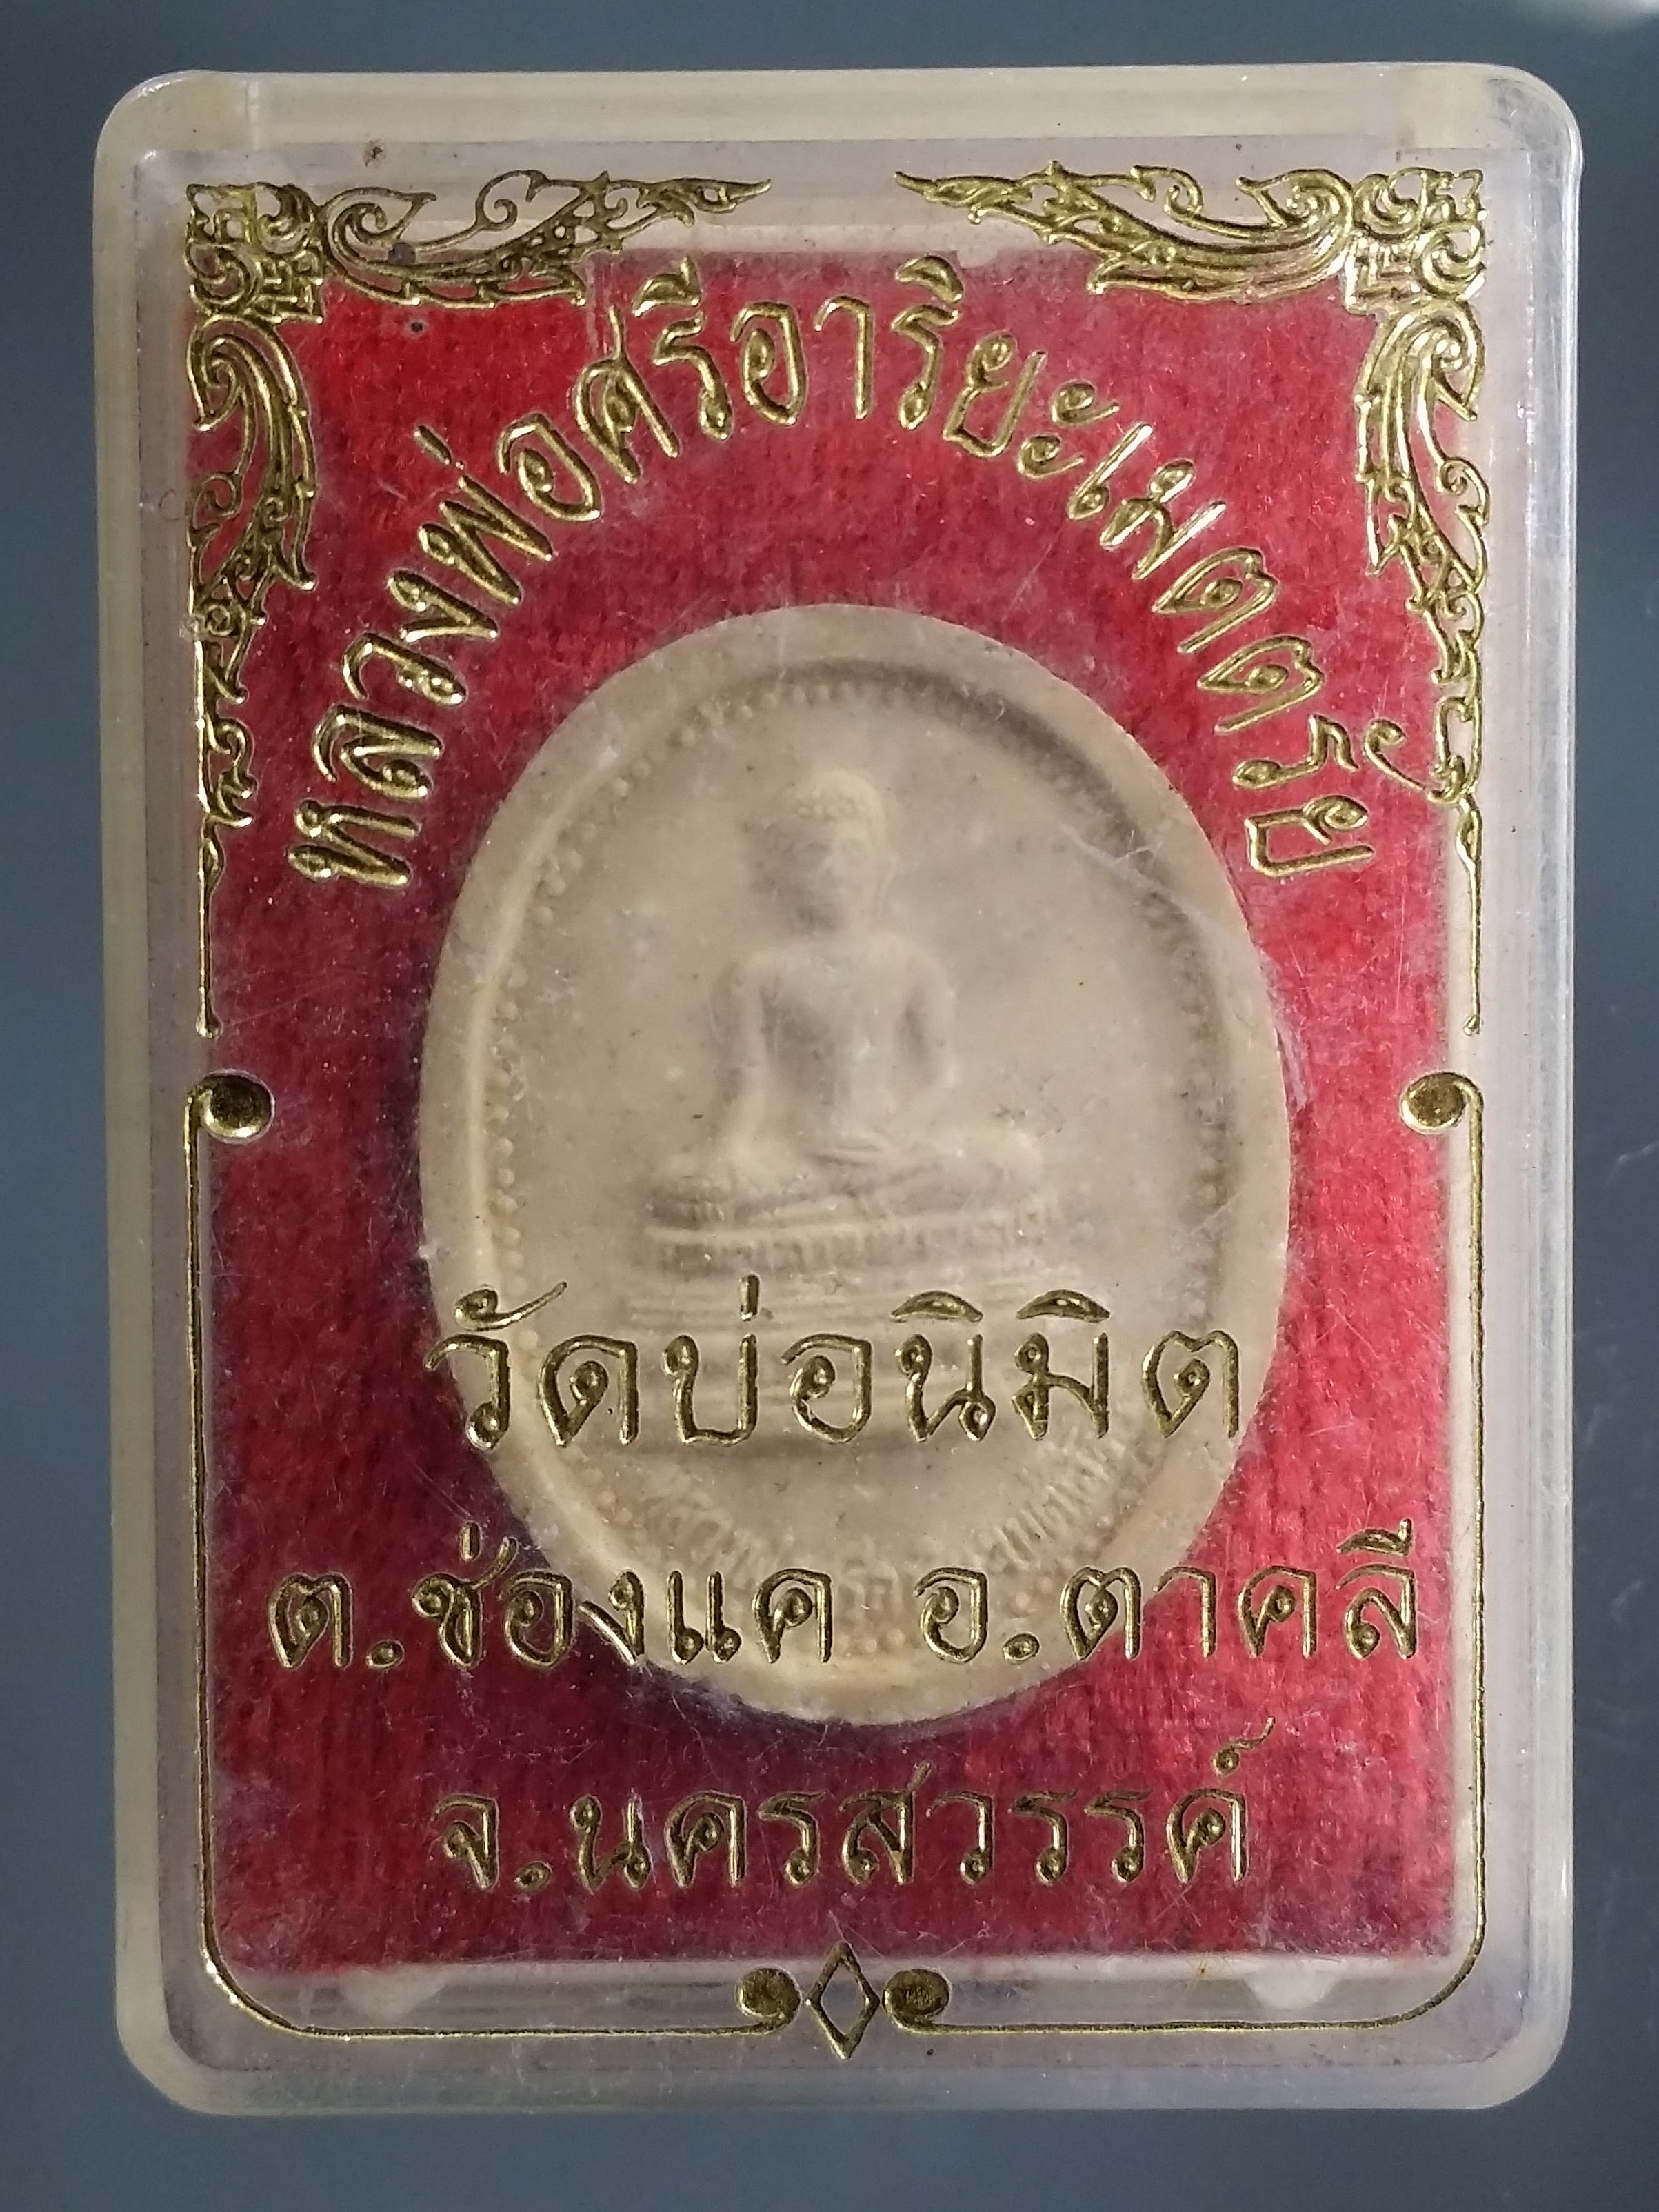 หลวงพ่อศรีอาริยะเมตตรัย
วัดบ่อนิมิต
ต.ช่องแค อ.ตาคลี
จ.นครสวรรค์